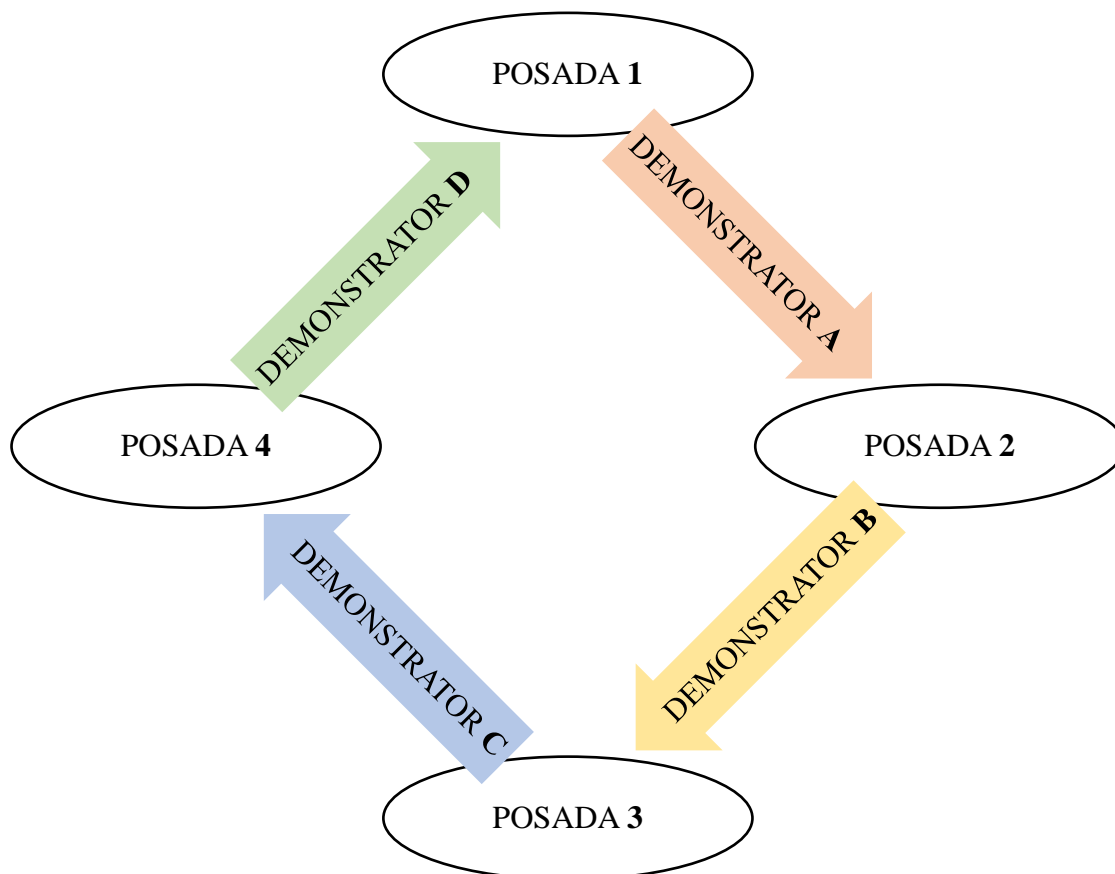 POSADA 1
DEMONSTRATOR A
POSADA 2
DEMONSTRATOR B
POSADA 3
DEMONSTRATOR C
POSADA 4
DEMONSTRATOR D